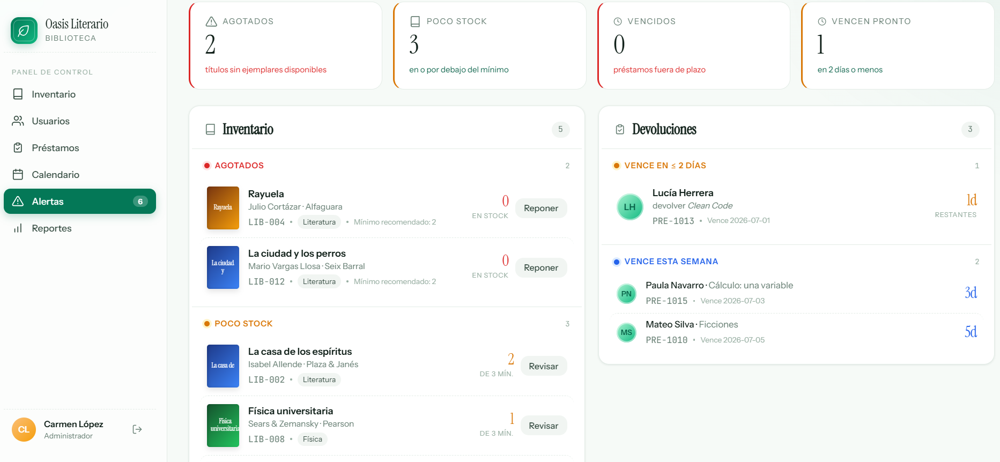 Oasis Literario
BIBLIOTECA
PANEL DE CONTROL
Inventario
Usuarios
Préstamos
Calendario
Alertas 6
Reportes
CL
Carmen López
Administrador
AGOTADOS
2
títulos sin ejemplares disponibles
POCO STOCK
3
en o por debajo del mínimo
VENCIDOS
0
préstamos fuera de plazo
VENCEN PRONTO
1
en 2 días o menos
Inventario 5
AGOTADOS 2
Rayuela
Rayuela
Julio Cortázar · Alfaguara
LIB-004 • Literatura • Mínimo recomendado: 2
0
EN STOCK
Reponer
La ciudad
y
La ciudad y los perros
Mario Vargas Llosa · Seix Barral
LIB-012 • Literatura • Mínimo recomendado: 2
0
EN STOCK
Reponer
POCO STOCK 3
La casa de
La casa de los espíritus
Isabel Allende · Plaza & Janés
LIB-002 • Literatura
2
DE 3 MÍN.
Revisar
Física
universitaria
Física universitaria
Sears & Zemansky · Pearson
LIB-008 • Física
1
DE 3 MÍN.
Revisar
Devoluciones 3
VENCE EN ≤ 2 DÍAS 1
LH
Lucía Herrera
devolver Clean Code
PRE-1013 • Vence 2026-07-01
1d
RESTANTES
VENCE ESTA SEMANA 2
PN
Paula Navarro · Cálculo: una variable
PRE-1015 • Vence 2026-07-03
3d
MS
Mateo Silva · Ficciones
PRE-1010 • Vence 2026-07-05
5d